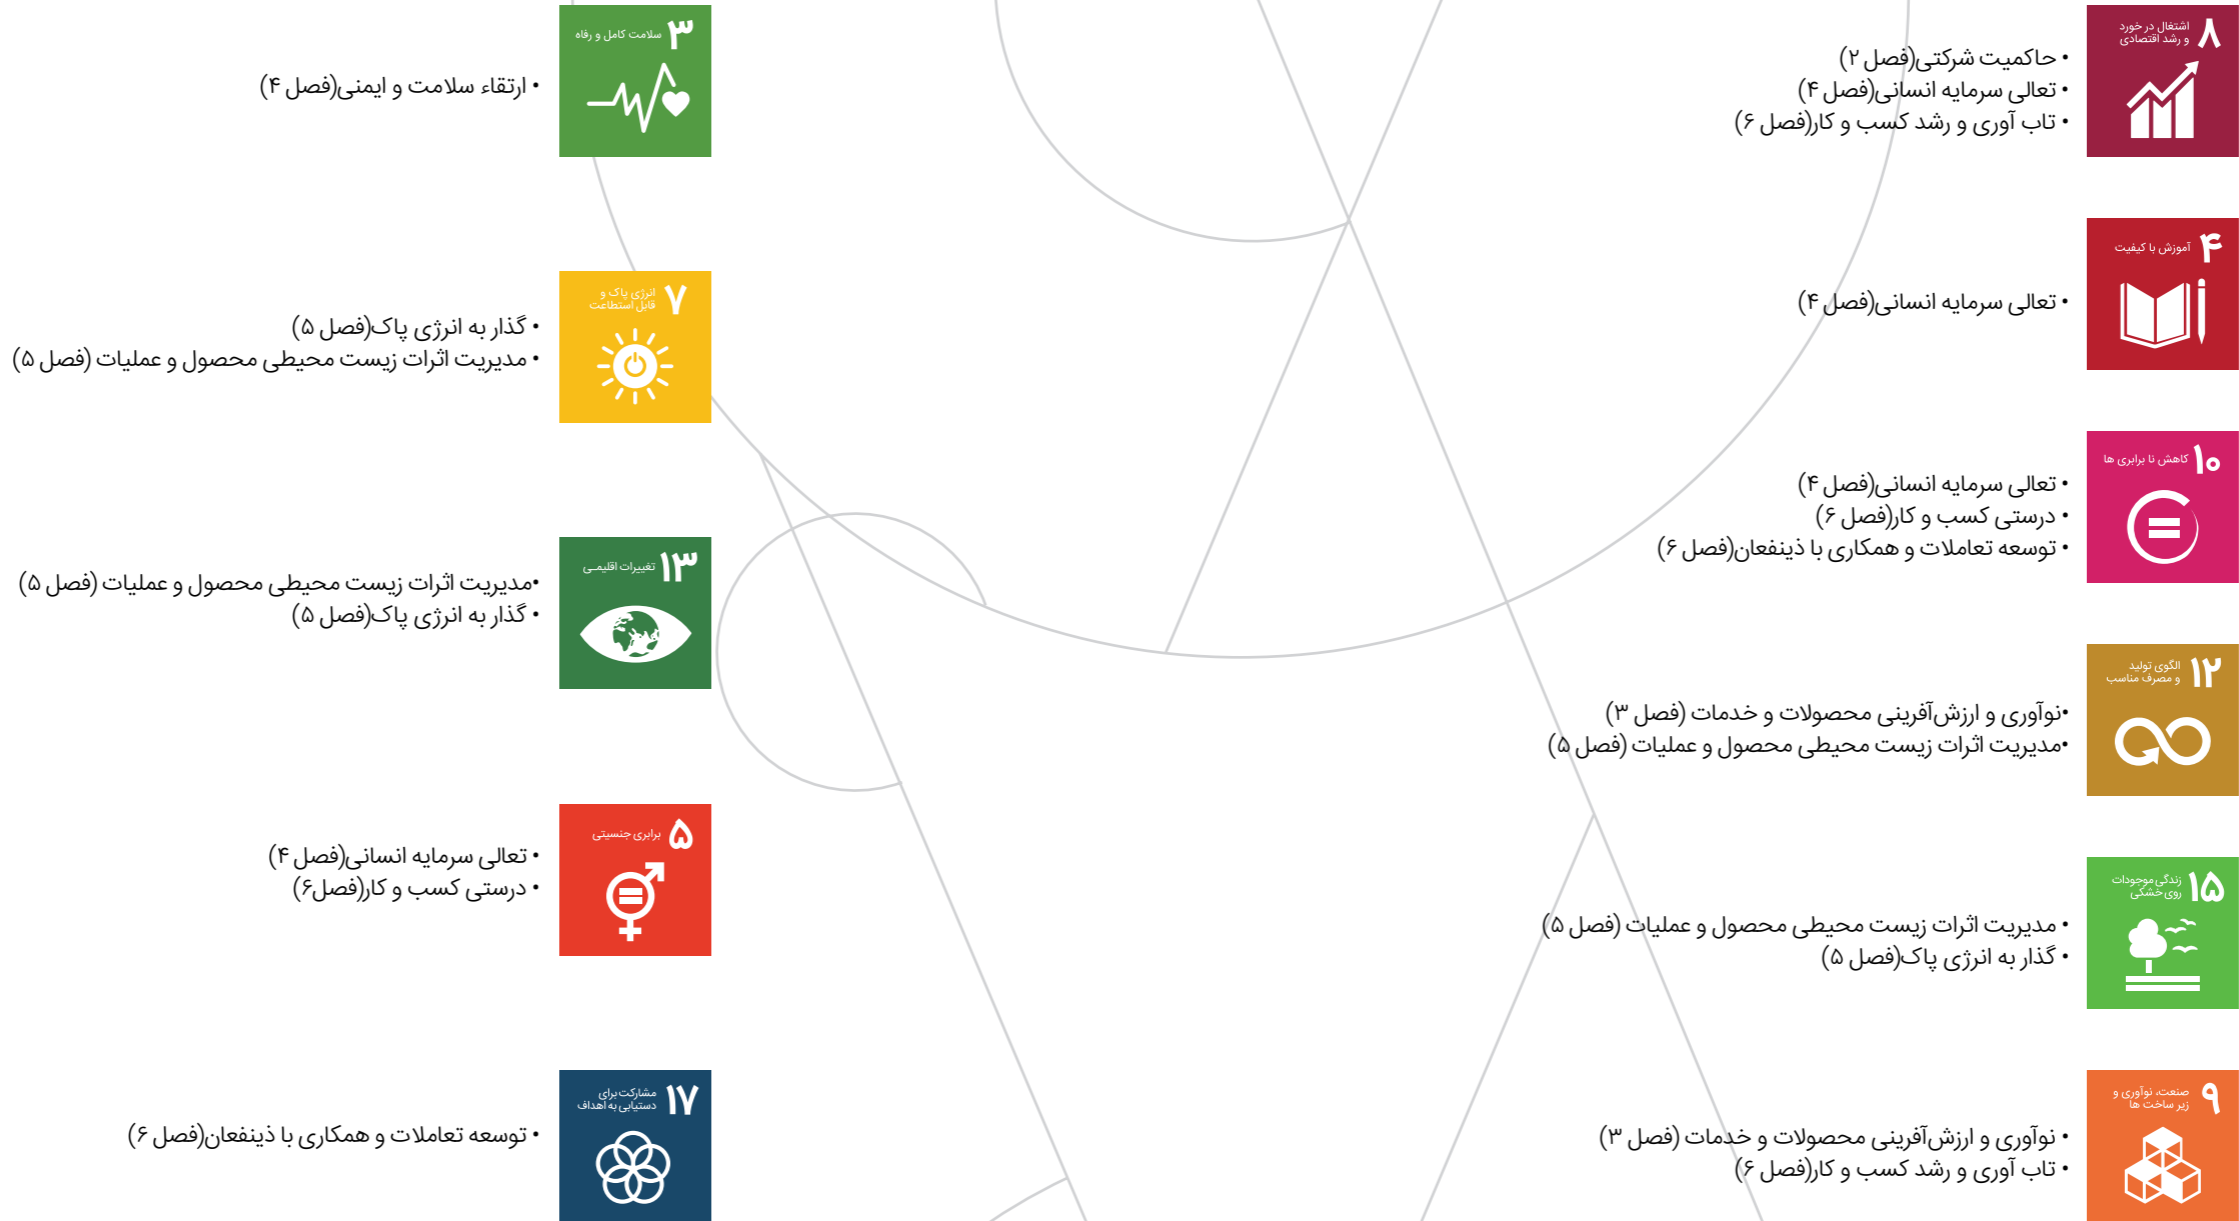 ۸
اشتغال در خورد
و رشد اقتصادی
• حاکمیت شرکتی(فصل ۲)
• تعالی سرمایه انسانی(فصل ۴)
• تاب آوری و رشد کسب و کار(فصل ۶)
۴
آموزش با کیفیت
• تعالی سرمایه انسانی(فصل ۴)
۱۰
کاهش نا برابری ها
• تعالی سرمایه انسانی(فصل ۴)
• درستی کسب و کار(فصل ۶)
• توسعه تعاملات و همکاری با ذینفعان(فصل ۶)
۱۲
الگوی تولید
و مصرف مناسب
•نوآوری و ارزش‌آفرینی محصولات و خدمات (فصل ۳)
•مدیریت اثرات زیست محیطی محصول و عملیات (فصل ۵)
۱۵
زندگی موجودات
روی خشکی
• مدیریت اثرات زیست محیطی محصول و عملیات (فصل ۵)
• گذار به انرژی پاک(فصل ۵)
۹
صنعت، نوآوری و
زیر ساخت ها
• نوآوری و ارزش‌آفرینی محصولات و خدمات (فصل ۳)
• تاب آوری و رشد کسب و کار(فصل ۶)
۳
سلامت کامل و رفاه
• ارتقاء سلامت و ایمنی(فصل ۴)
۷
انرژی پاک و
قابل استطاعت
• گذار به انرژی پاک(فصل ۵)
• مدیریت اثرات زیست محیطی محصول و عملیات (فصل ۵)
۱۳
تغییرات اقلیمـی
•مدیریت اثرات زیست محیطی محصول و عملیات (فصل ۵)
• گذار به انرژی پاک(فصل ۵)
۵
برابری جنسیتی
• تعالی سرمایه انسانی(فصل ۴)
• درستی کسب و کار(فصل۶)
۱۷
مشارکت برای
دستیابی به اهداف
• توسعه تعاملات و همکاری با ذینفعان(فصل ۶)